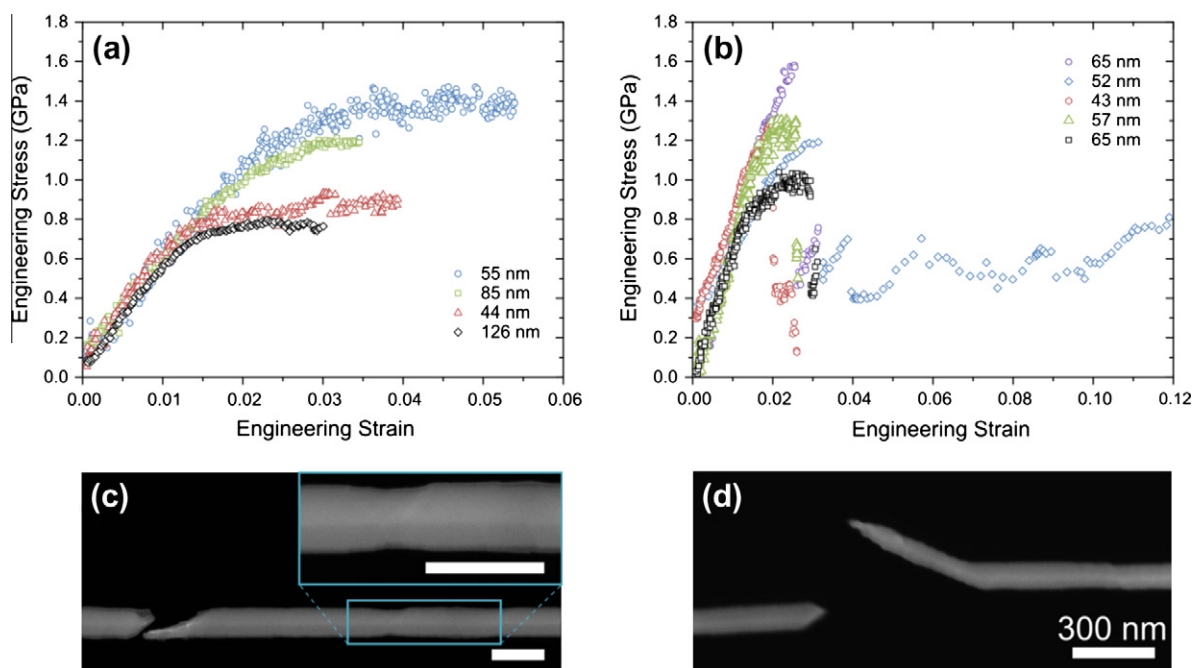 (a)
1.8
1.6
1.4
1.2
1.0
0.8
0.6
0.4
0.2
0.0
Engineering Stress (GPa)
55 nm
85 nm
44 nm
126 nm
0.00 0.01 0.02 0.03 0.04 0.05 0.06
Engineering Strain
(b)
1.8
1.6
1.4
1.2
1.0
0.8
0.6
0.4
0.2
0.0
Engineering Stress (GPa)
65 nm
52 nm
43 nm
57 nm
65 nm
0.00 0.02 0.04 0.06 0.08 0.10 0.12
Engineering Strain
(c)
(d)
300 nm